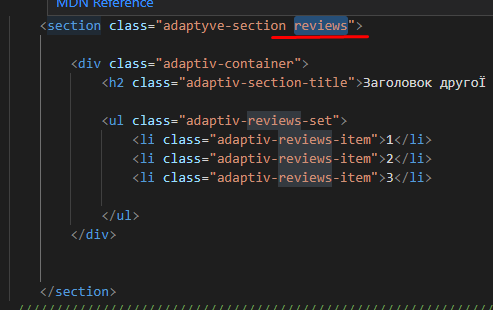 MDN Reference
<section class="adaptyve-section reviews">
<div class="adaptiv-container">
<h2 class="adaptiv-section-title">Заголовок другої
<ul class="adaptiv-reviews-set">
<li class="adaptiv-reviews-item">1</li>
<li class="adaptiv-reviews-item">2</li>
<li class="adaptiv-reviews-item">3</li>
</ul>
</div>
</section>
////////////////////////////////////////////////////////////